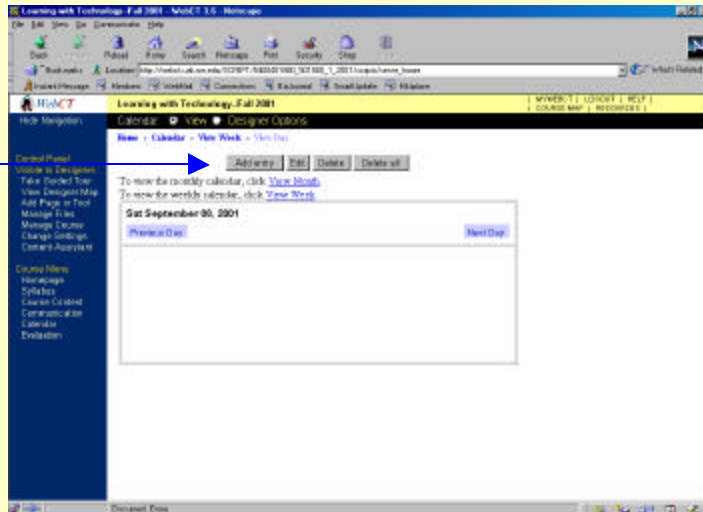 Learning with Technology-Fall 2001 - WebCT 3.6 - Netscape
File Edit View Go Communicator Help
Back Reload Home Search Netscape Print Security Stop
Bookmarks Location: What's Related
Instant Message Members WebMail Connections BizJournal SmartUpdate Mktplace
WebCT
Learning with Technology-Fall 2001
MYWEBCT | LOGOUT | HELP |
| COURSE MAP | RESOURCES |
Hide Navigation
Calendar: View Designer Options
Home > Calendar > View Week > View Day
Add entry Edit Delete Delete all
To view the monthly calendar, click View Month
To view the weekly calendar, click View Week
Sat September 08, 2001
Previous Day Next Day
Control Panel
Visible to Designers
Take Guided Tour
View Designer Map
Add Page or Tool
Manage Files
Manage Course
Change Settings
Content Assistant
Course Menu
Homepage
Syllabus
Course Content
Communication
Calendar
Evaluation
Document: Done